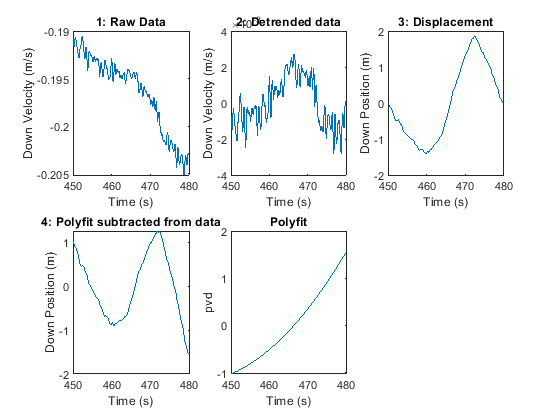 1: Raw Data
2: Detrended data
3: Displacement
-0.19
-0.195
-0.2
-0.205
Down Velocity (m/s)
450 460 470 480
Time (s)
4
2
0
-2
-4
Down Velocity (m/s)
450 460 470 480
Time (s)
2
1
0
-1
-2
Down Position (m)
450 460 470 480
Time (s)
4: Polyfit subtracted from data
Polyfit
1
0
-1
-2
Down Position (m)
450 460 470 480
Time (s)
2
1
0
-1
pvd
450 460 470 480
Time (s)